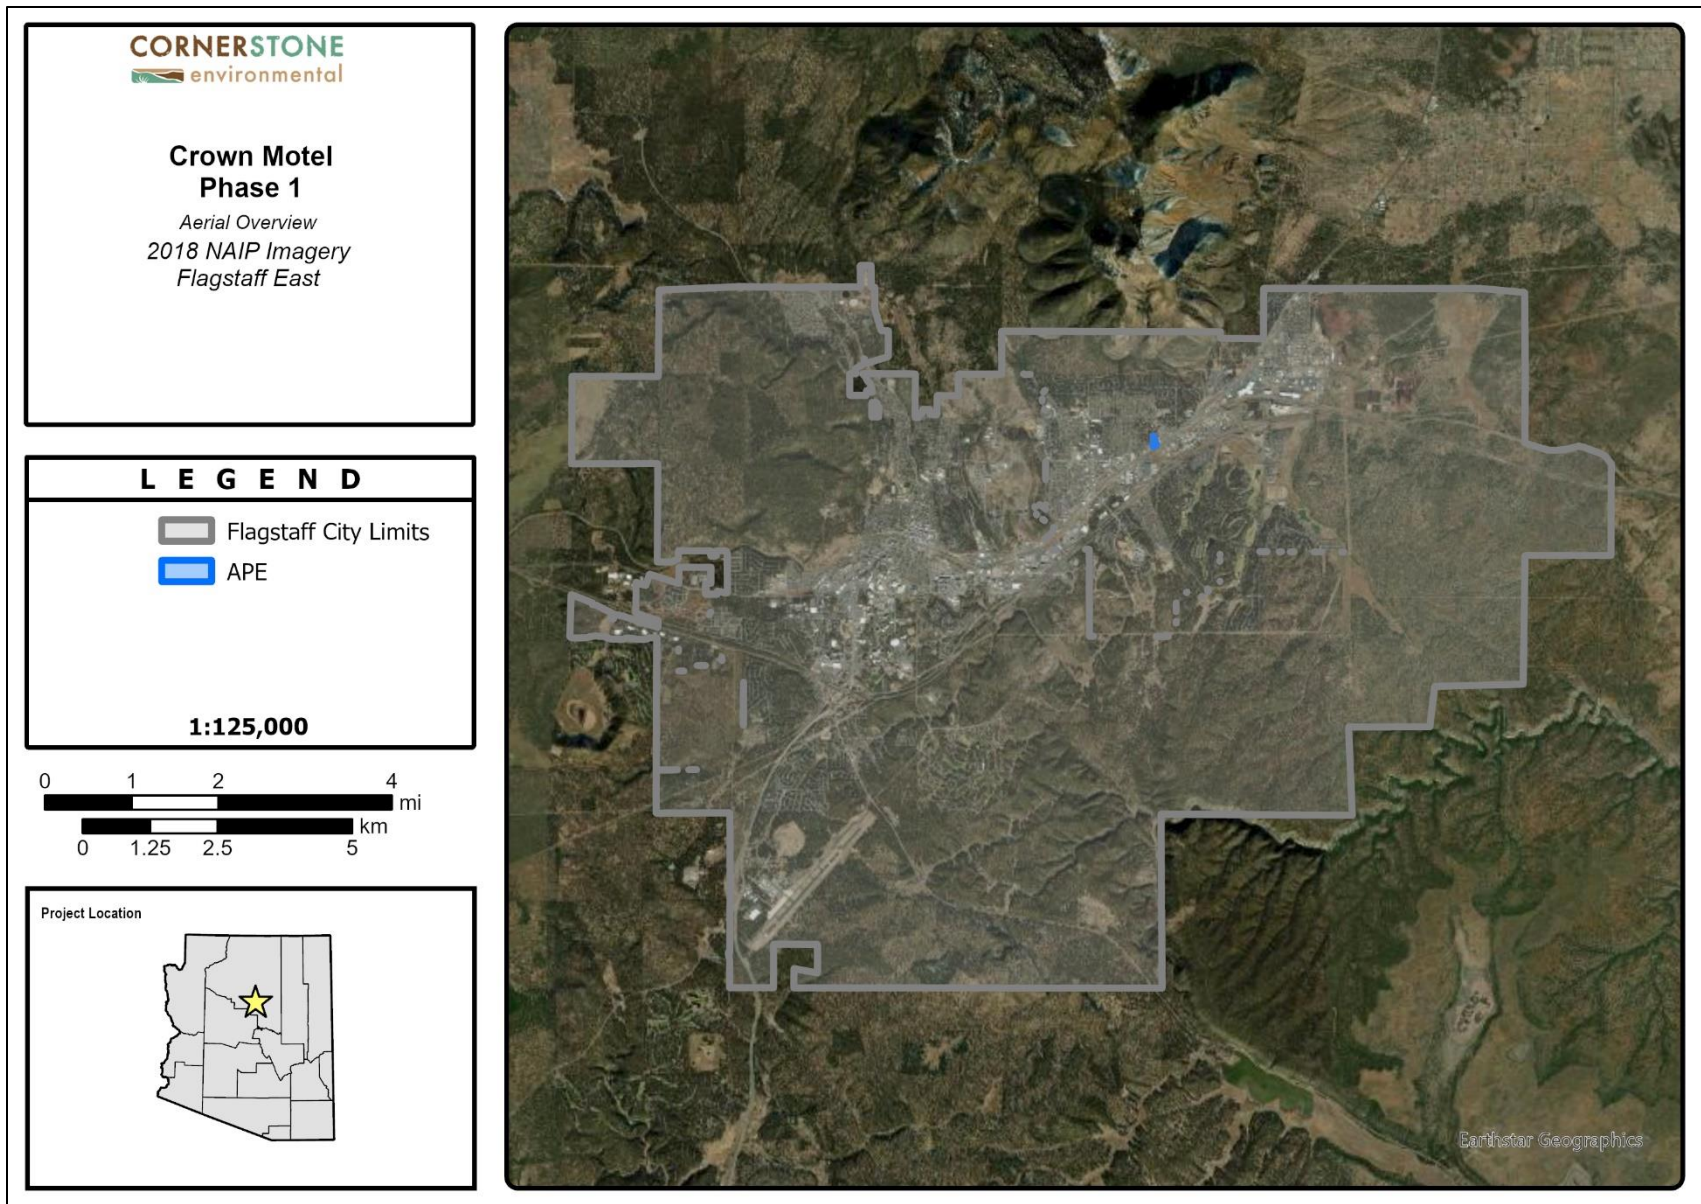 CORNERSTONE
environmental
Crown Motel
Phase 1
Aerial Overview
2018 NAIP Imagery
Flagstaff East
LEGEND
Flagstaff City Limits
APE
1:125,000
0 1 2 4
mi
km
0 1.25 2.5 5
Project Location
Earthstar Geographics